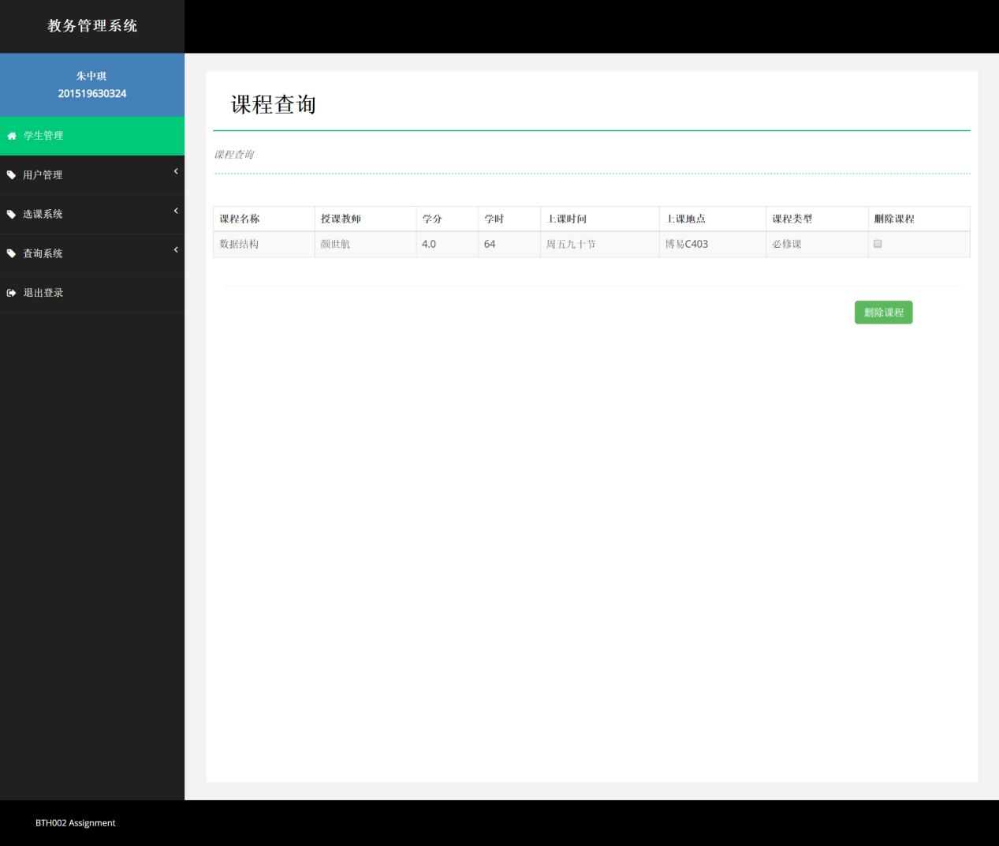 教务管理系统
朱中琪
201519630324
学生管理
用户管理
选课系统
查询系统
退出登录
课程查询
课程查询
课程名称 授课教师 学分 学时 上课时间 上课地点 课程类型 删除课程
数据结构 颜世航 4.0 64 周五九十节 博易C403 必修课
删除课程
BTH002 Assignment